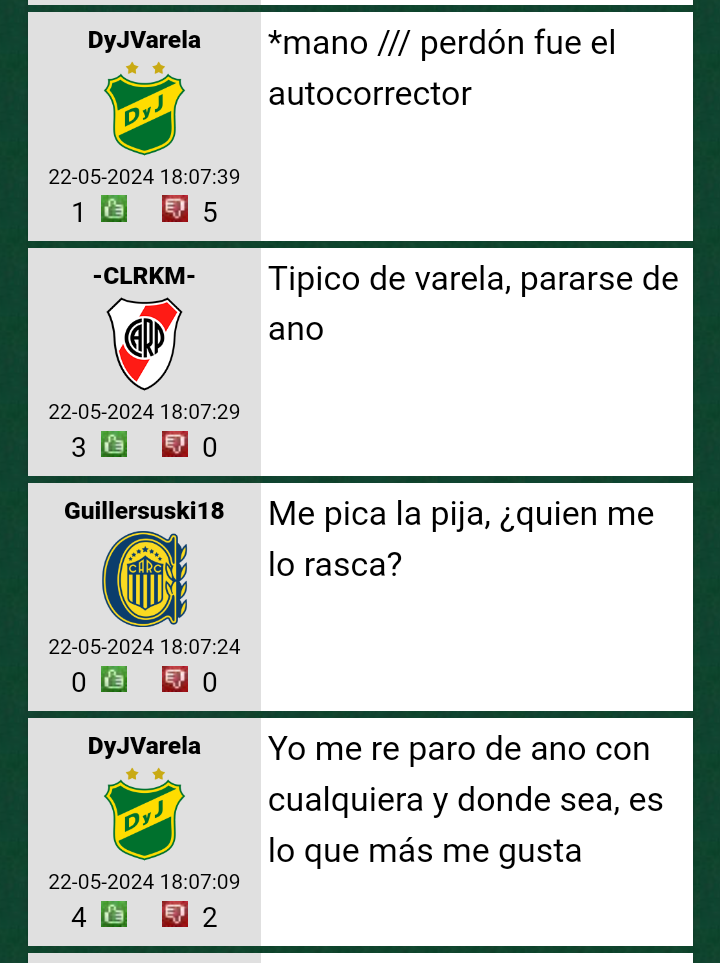 DyJVarela
*mano /// perdón fue el
autocorrector
DyJ
22-05-2024 18:07:39
1 5
-CLRKM-
Tipico de varela, pararse de
ano
CARP
22-05-2024 18:07:29
3 0
Guillersuski18
Me pica la pija, ¿quien me
lo rasca?
CARC
22-05-2024 18:07:24
0 0
DyJVarela
Yo me re paro de ano con
cualquiera y donde sea, es
lo que más me gusta
DyJ
22-05-2024 18:07:09
4 2